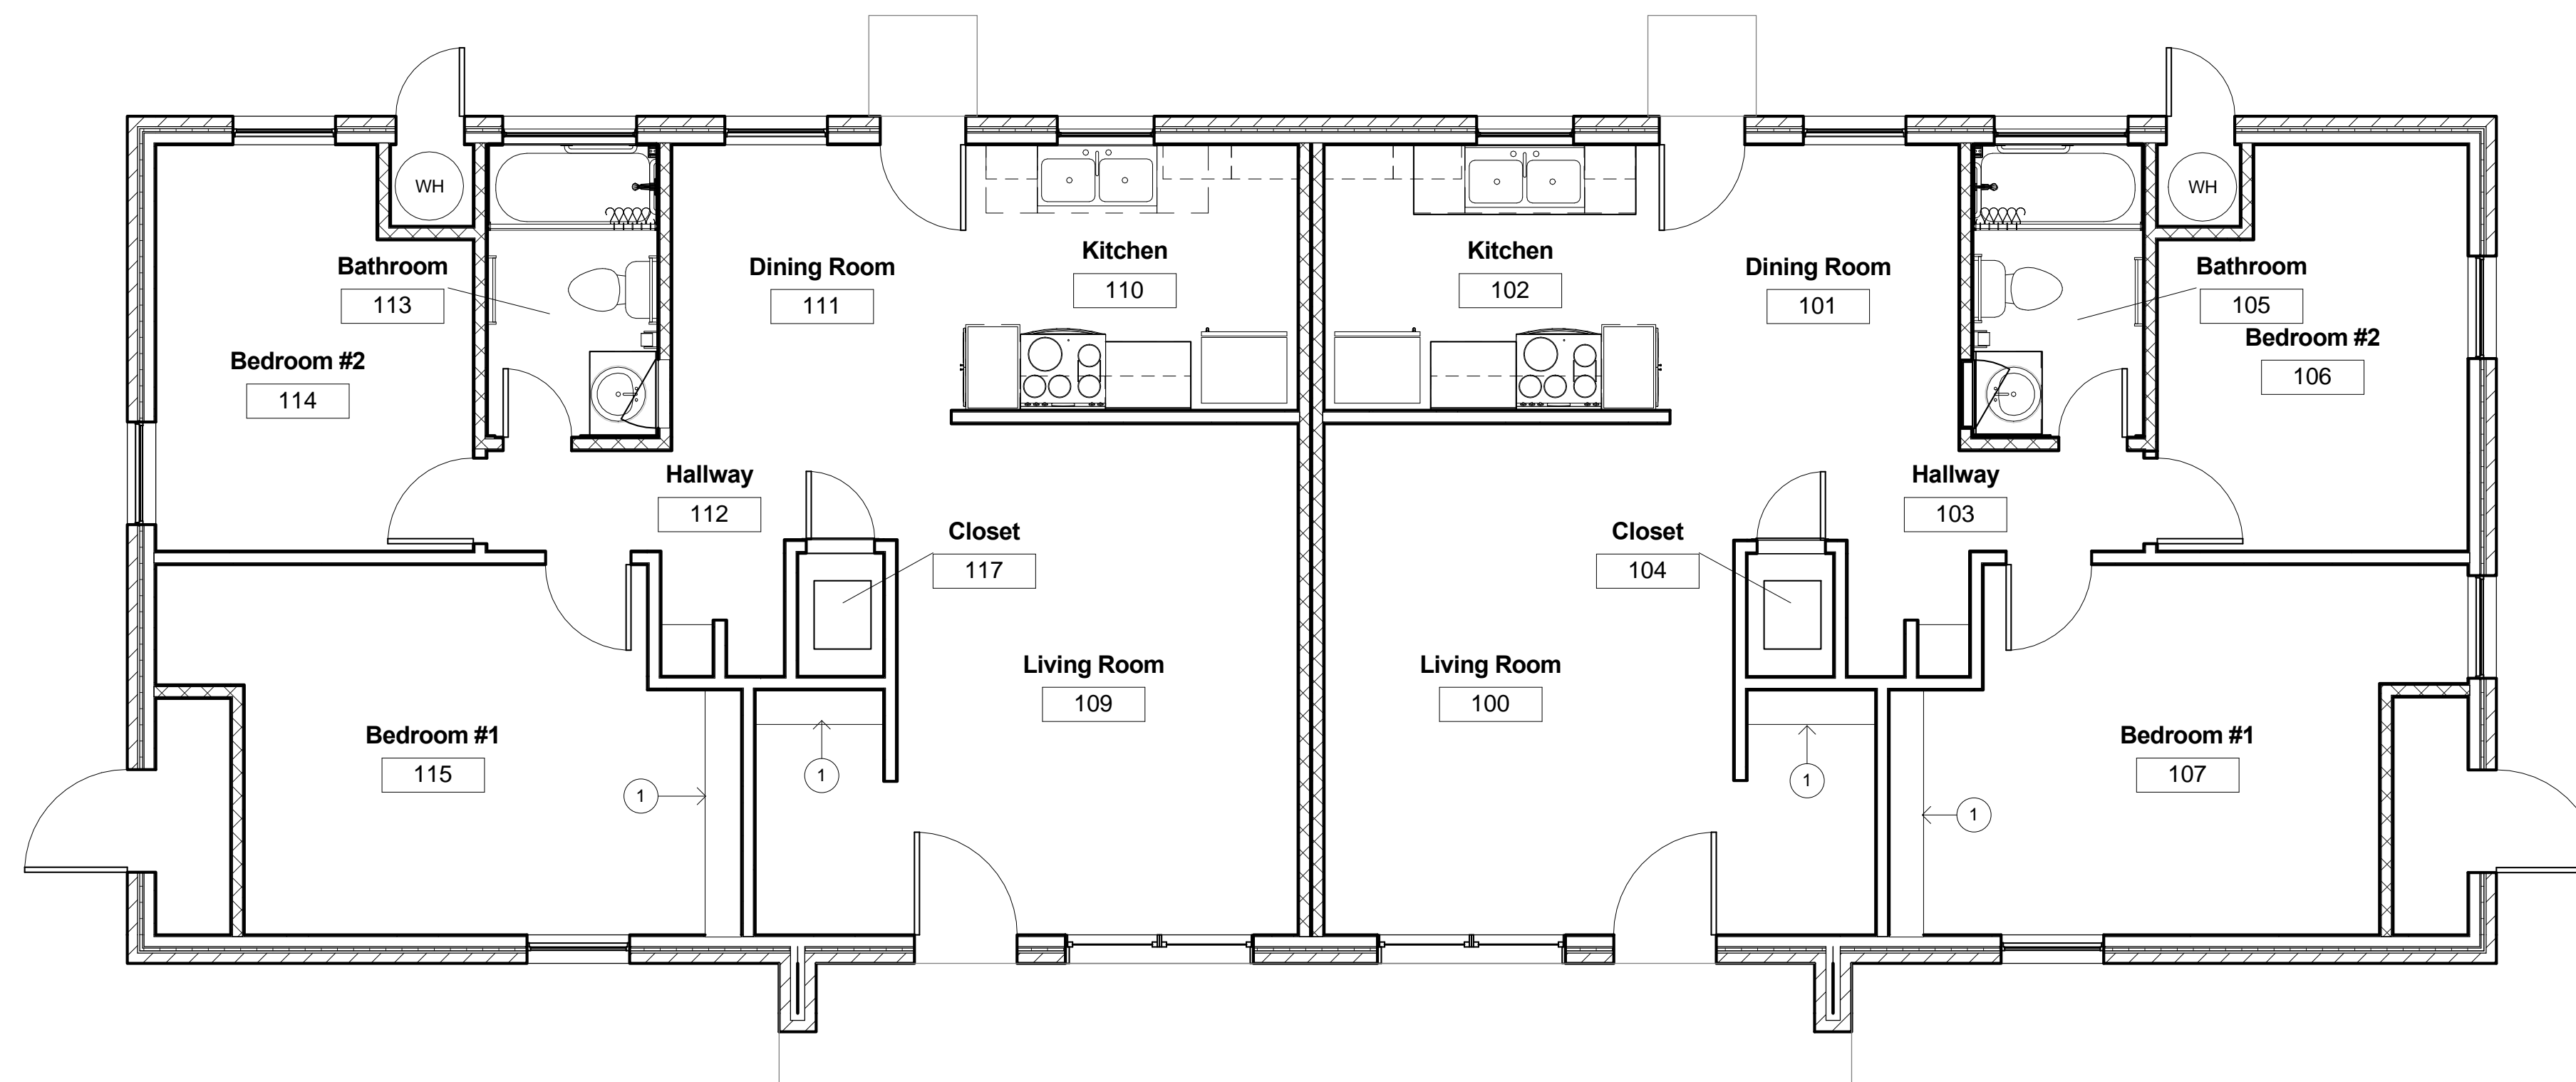 WH
WH
Kitchen
110
Kitchen
102
Bathroom
113
Dining Room
111
Dining Room
101
Bathroom
105
Bedroom #2
114
Bedroom #2
106
Hallway
112
Hallway
103
Closet
117
Closet
104
Living Room
109
Living Room
100
Bedroom #1
115
Bedroom #1
107
1
1
1
1